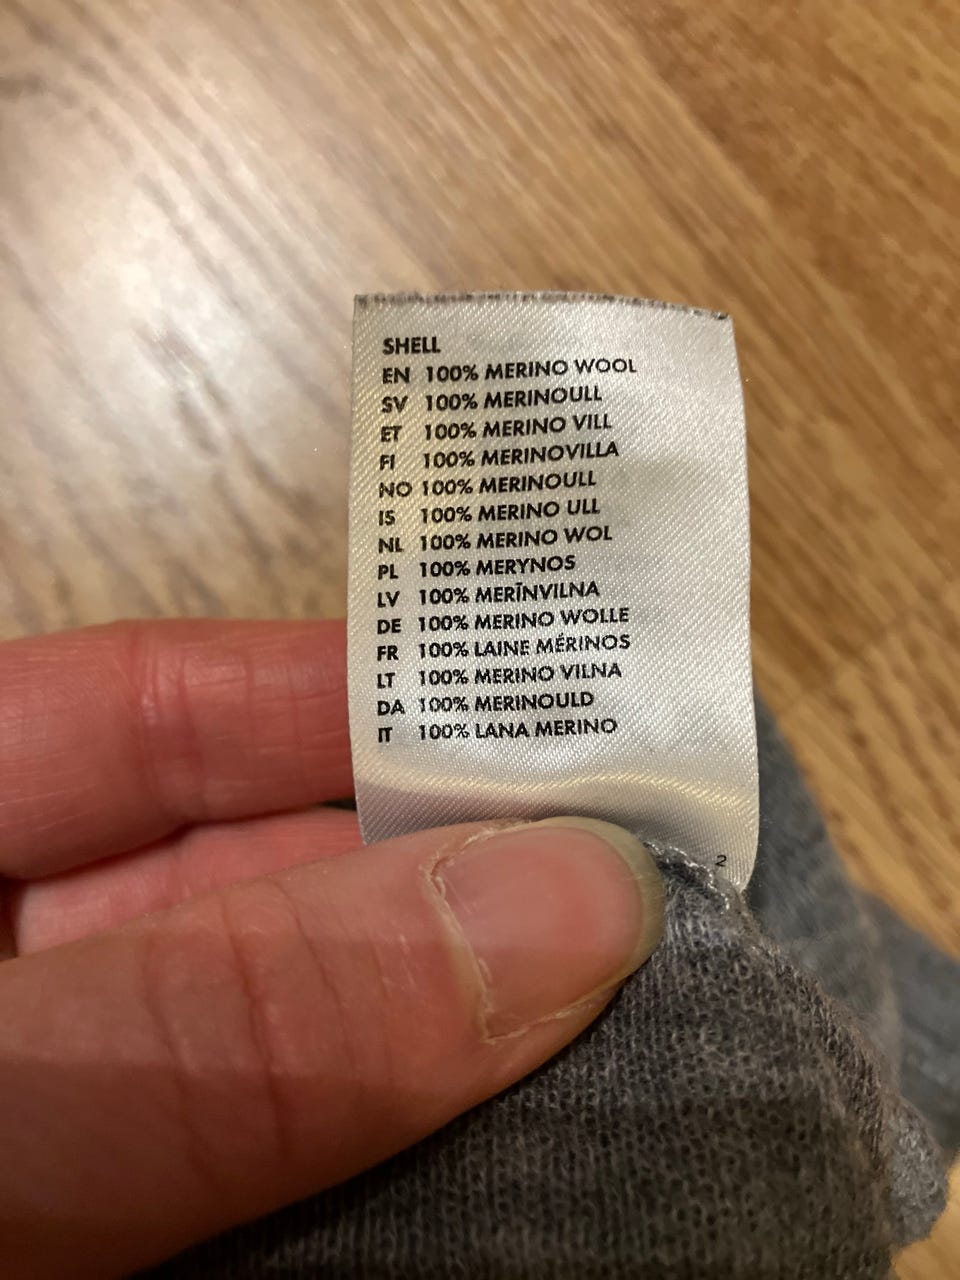 SHELL
EN 100% MERINO WOOL
SV 100% MERINOULL
ET 100% MERINO VILL
FI 100% MERINOVILLA
NO 100% MERINOULL
IS 100% MERINO ULL
NL 100% MERINO WOL
PL 100% MERYNOS
LV 100% MERĪNVILNA
DE 100% MERINO WOLLE
FR 100% LAINE MÉRINOS
LT 100% MERINO VILNA
DA 100% MERINOULD
IT 100% LANA MERINO
2